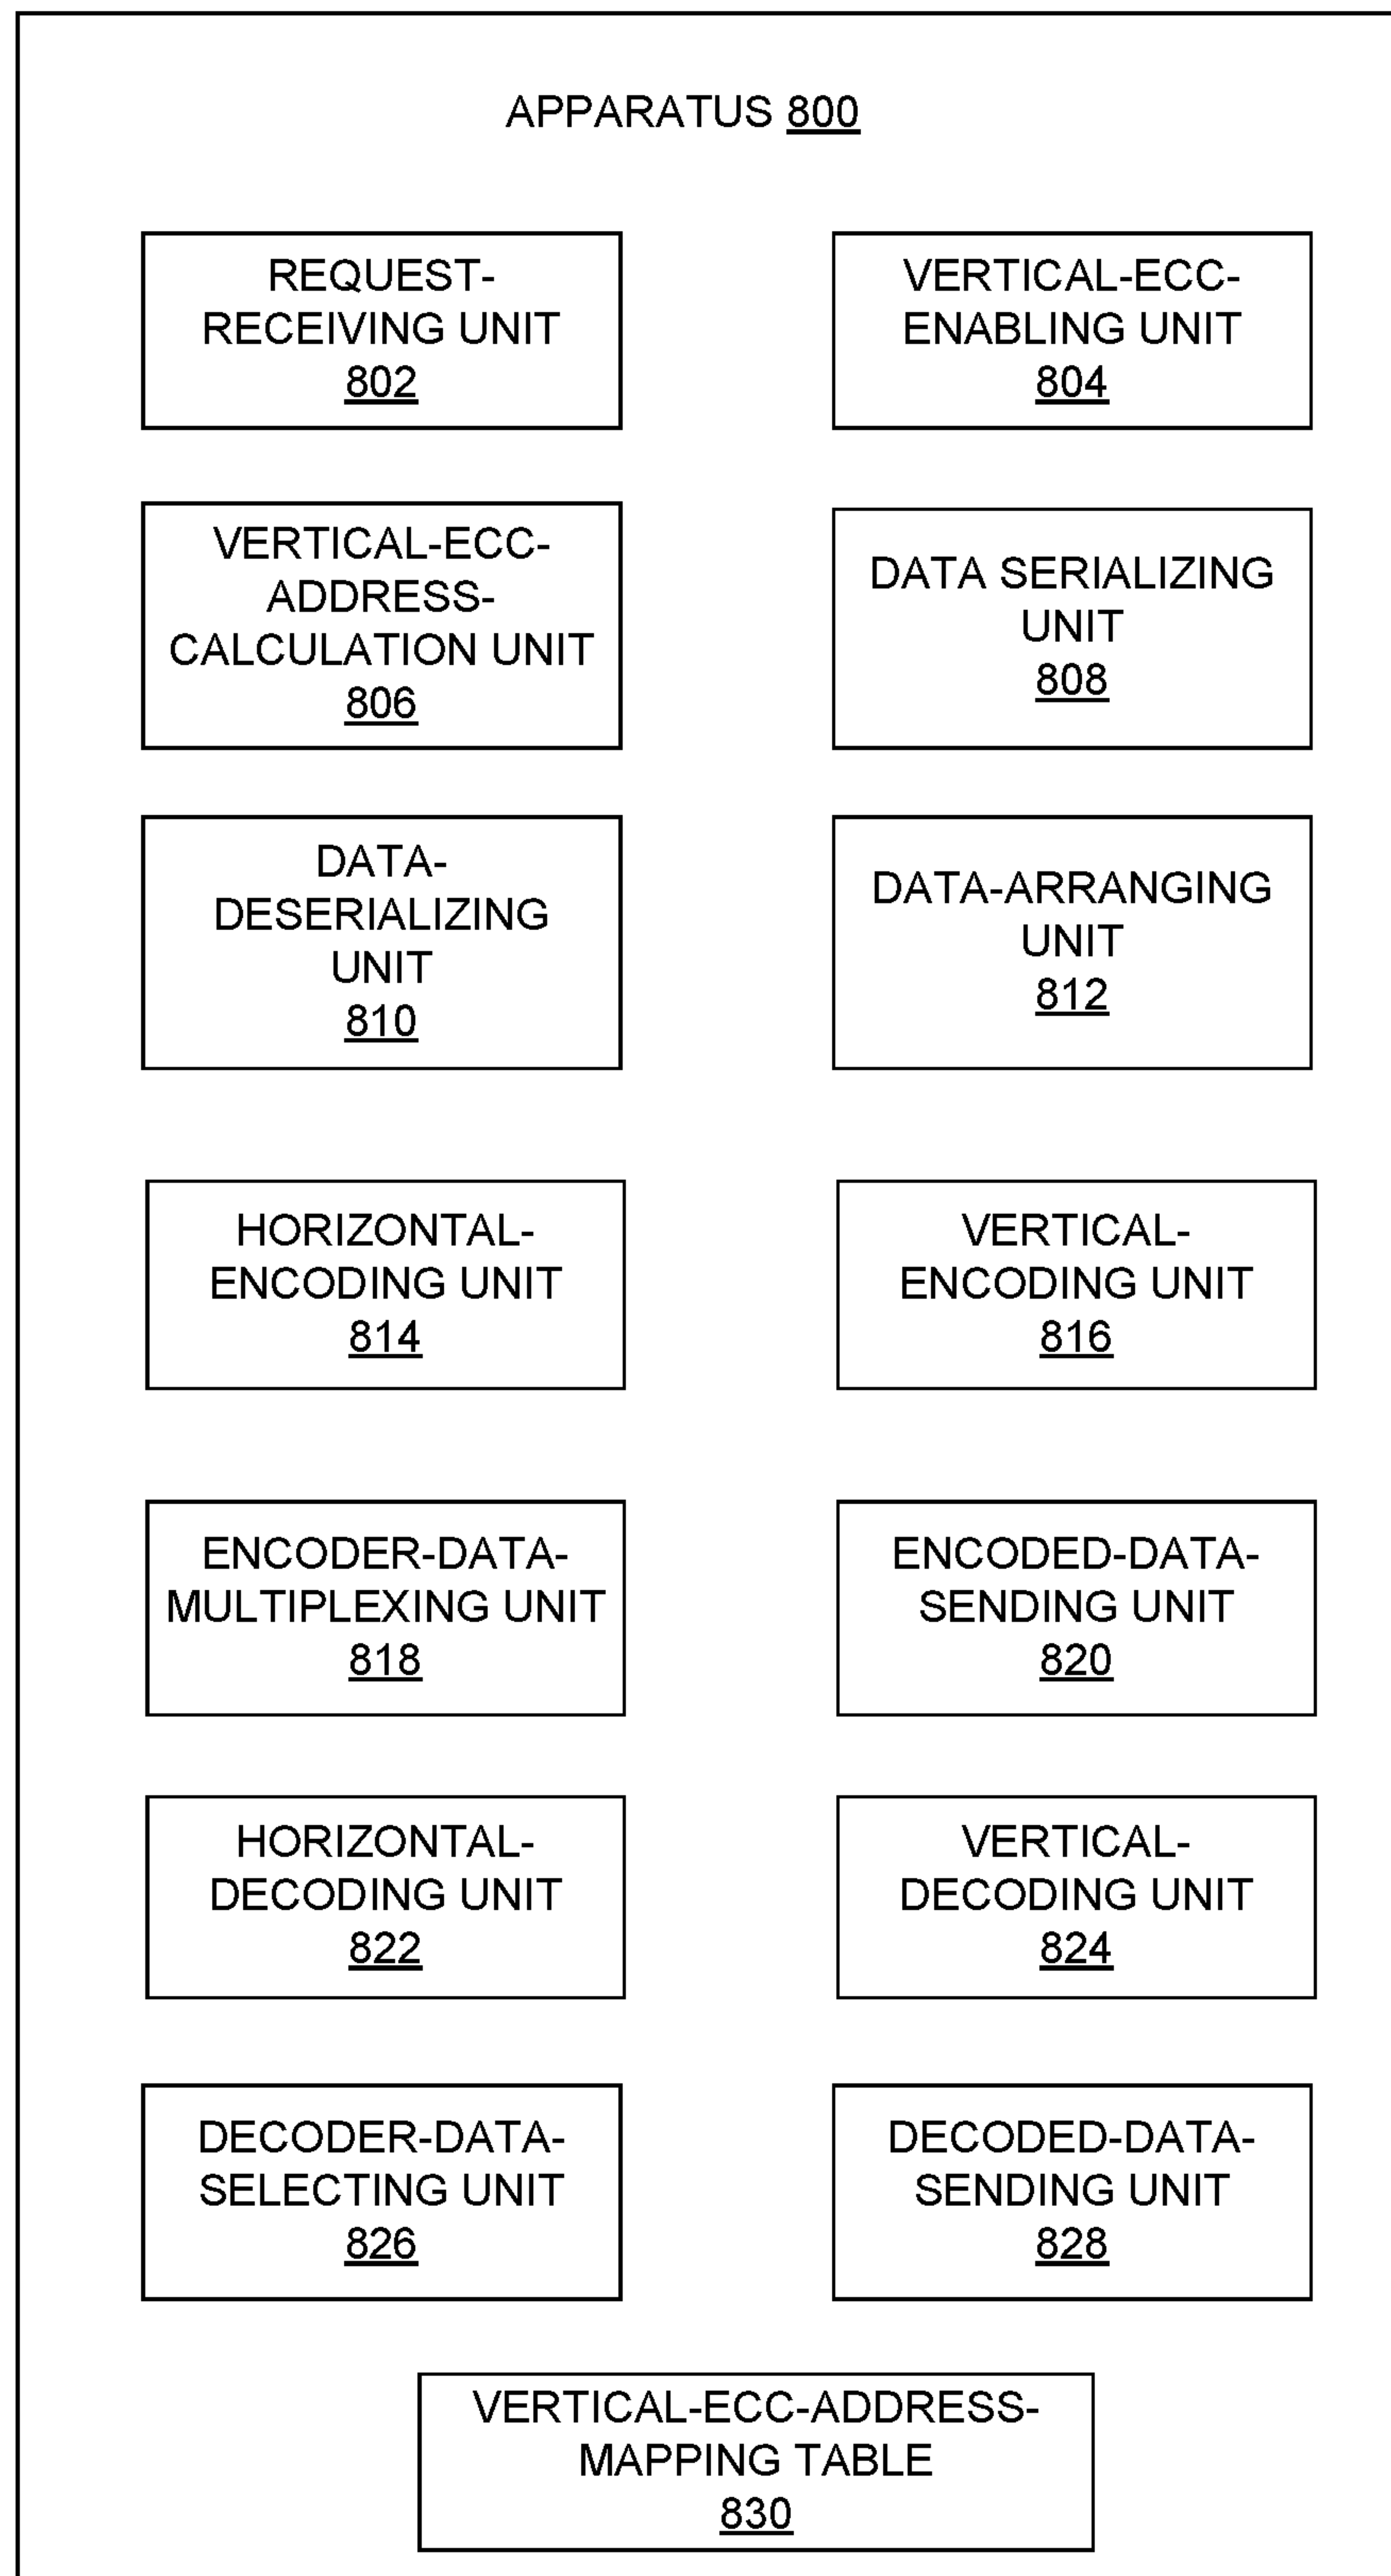 APPARATUS 800
REQUEST-
RECEIVING UNIT
802
VERTICAL-ECC-
ENABLING UNIT
804
VERTICAL-ECC-
ADDRESS-
CALCULATION UNIT
806
DATA SERIALIZING
UNIT
808
DATA-
DESERIALIZING
UNIT
810
DATA-ARRANGING
UNIT
812
HORIZONTAL-
ENCODING UNIT
814
VERTICAL-
ENCODING UNIT
816
ENCODER-DATA-
MULTIPLEXING UNIT
818
ENCODED-DATA-
SENDING UNIT
820
HORIZONTAL-
DECODING UNIT
822
VERTICAL-
DECODING UNIT
824
DECODER-DATA-
SELECTING UNIT
826
DECODED-DATA-
SENDING UNIT
828
VERTICAL-ECC-ADDRESS-
MAPPING TABLE
830